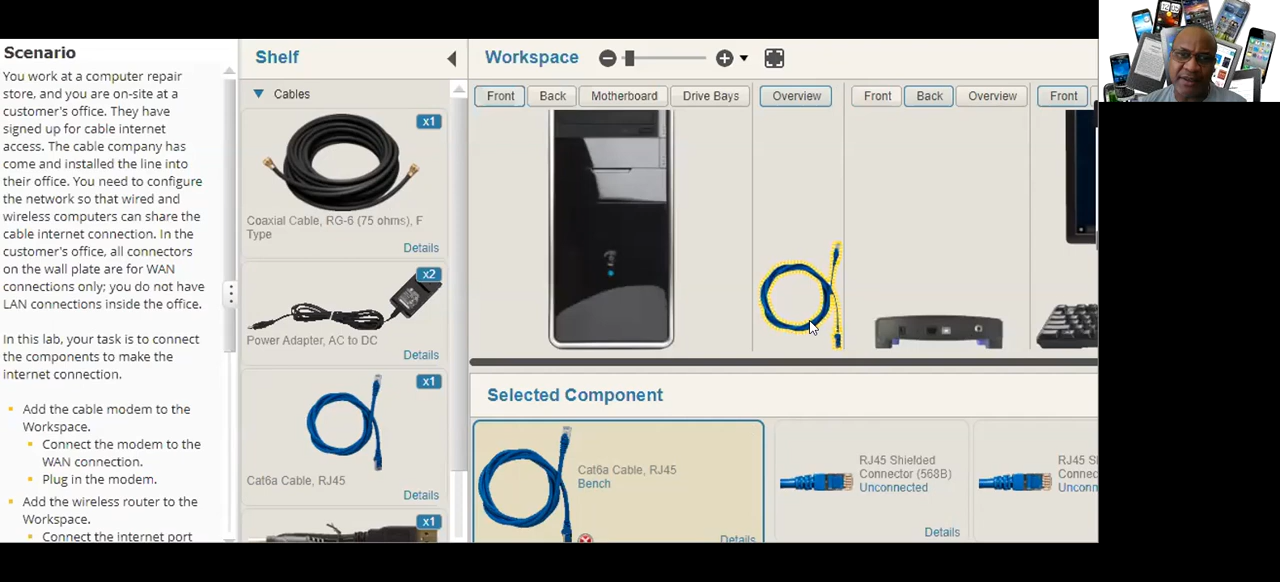 Scenario
You work at a computer repair
store, and you are on-site at a
customer's office. They have
signed up for cable internet
access. The cable company has
come and installed the line into
their office. You need to configure
the network so that wired and
wireless computers can share the
cable internet connection. In the
customer's office, all connectors
on the wall plate are for WAN
connections only; you do not have
LAN connections inside the office.
In this lab, your task is to connect
the components to make the
internet connection.
Add the cable modem to the
Workspace.
Connect the modem to the
WAN connection.
Plug in the modem.
Add the wireless router to the
Workspace.
Connect the internet port
Shelf
Cables
x1
Coaxial Cable, RG-6 (75 ohms), F
Type
Details
x2
Power Adapter, AC to DC
Details
x1
Cat6a Cable, RJ45
Details
x1
Workspace
Front Back Motherboard Drive Bays Overview Front Back Overview Front
Selected Component
Cat6a Cable, RJ45
Bench
Details
RJ45 Shielded
Connector (568B)
Unconnected
Details
RJ45 S
Connec
Unconn